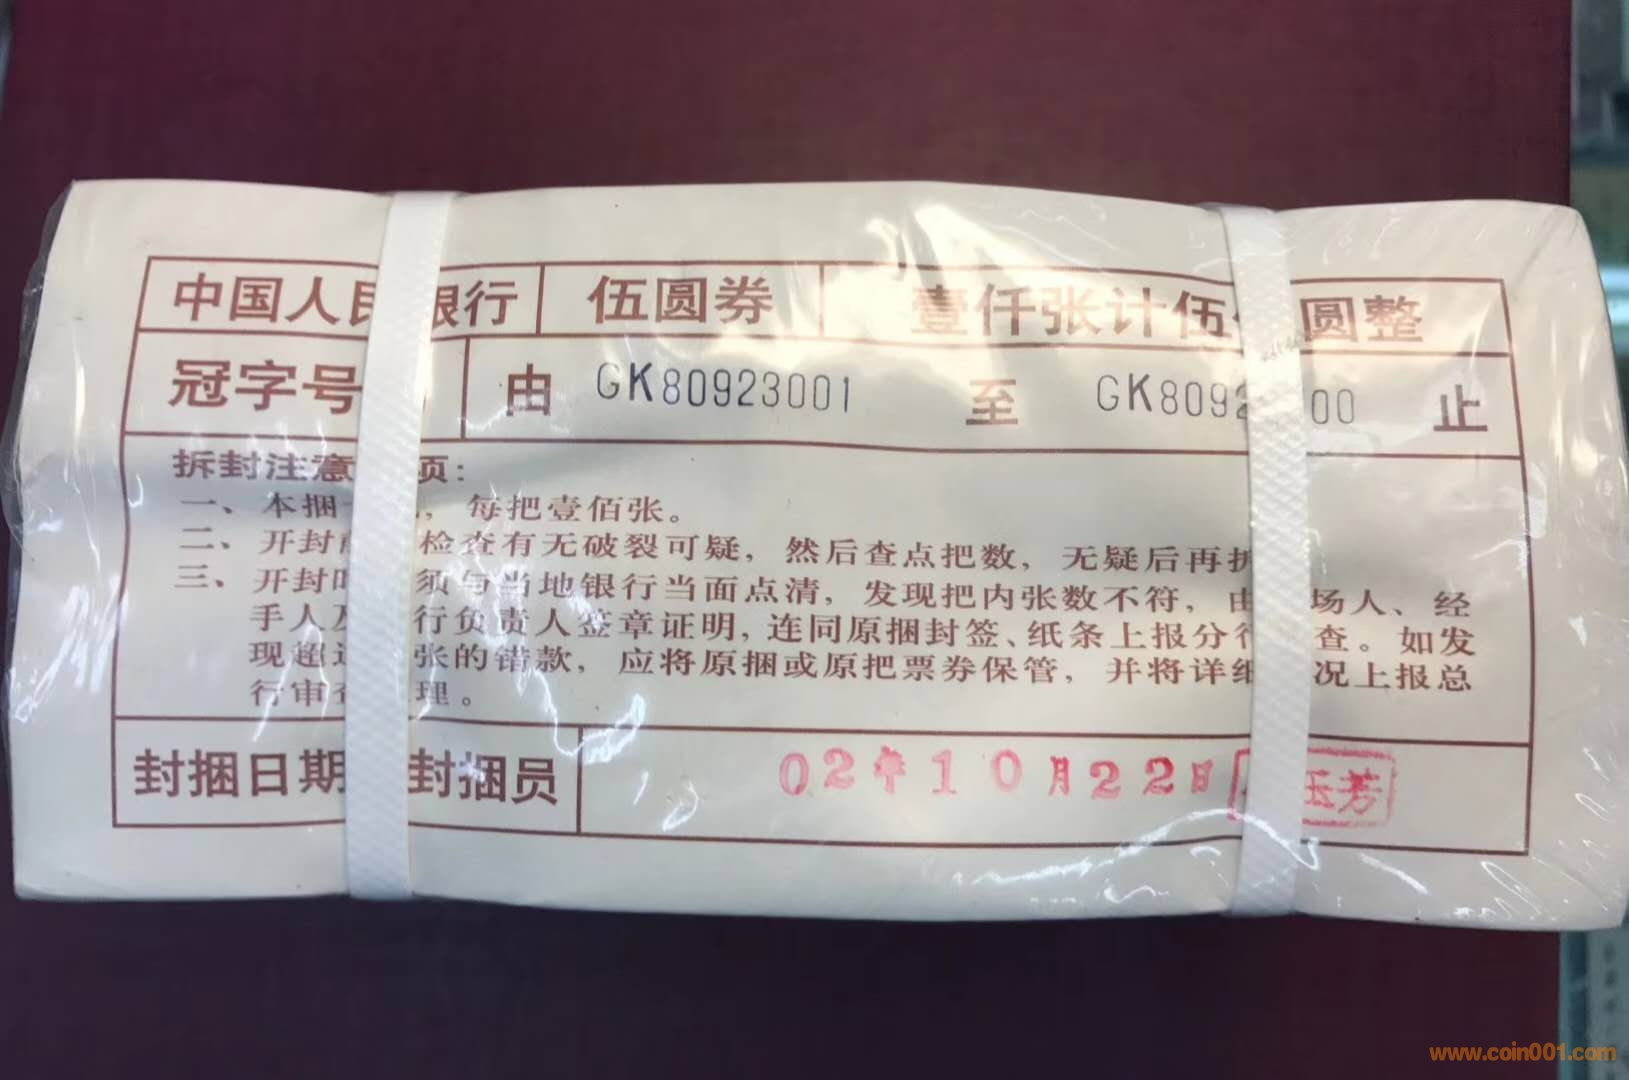 中国人民银行 伍圆券 壹仟张计伍 圆整
冠字号 由 GK80923001 至 GK8092 00 止
拆封注意 项：
一、本捆 ，每把壹佰张。
二、开封 检查有无破裂可疑，然后查点把数，无疑后再拆
三、开封时 须与当地银行当面点清，发现把内张数不符，由 场人、经
手人及 行负责人签章证明，连同原捆封签、纸条上报分行 查。如发
现超过 张的错款，应将原捆或原把票券保管，并将详细 况上报总
行审查 理。
封捆日期 封捆员 02年10月22日 玉芳
www.coin001.com